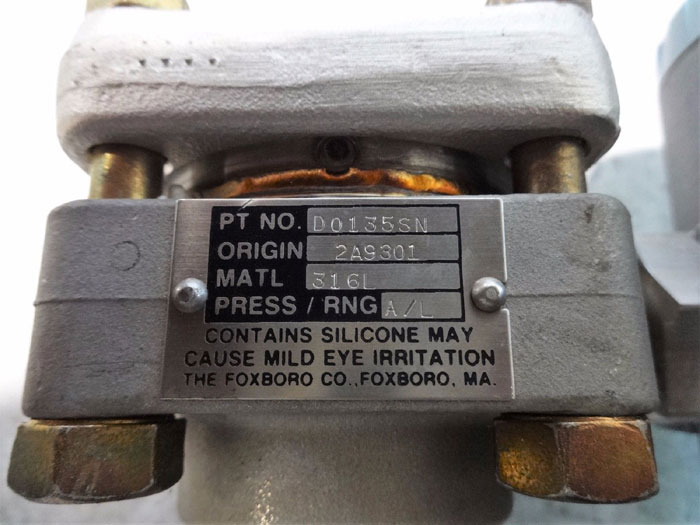 PT NO. D0135SN
ORIGIN 2A9301
MATL 316L
PRESS / RNG A/L
CONTAINS SILICONE MAY
CAUSE MILD EYE IRRITATION
THE FOXBORO CO., FOXBORO, MA.